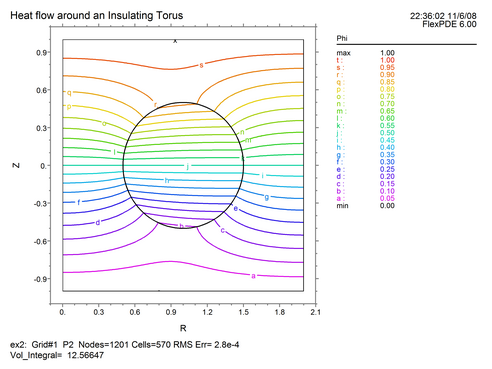 Heat flow around an Insulating Torus
22:36:02 11/6/08
FlexPDE 6.00
Phi
max 1.00
t : 1.00
s : 0.95
r : 0.90
q : 0.85
p : 0.80
o : 0.75
n : 0.70
m : 0.65
l : 0.60
k : 0.55
j : 0.50
i : 0.45
h : 0.40
g : 0.35
f : 0.30
e : 0.25
d : 0.20
c : 0.15
b : 0.10
a : 0.05
min 0.00
0.9
0.6
0.3
0.0
-0.3
-0.6
-0.9
Z
x
s
r
q
p
o
n
m
l
j
i
h
g
f
e
d
c
b
a
0. 0.3 0.6 0.9 1.2 1.5 1.8 2.1
R
ex2: Grid#1 P2 Nodes=1201 Cells=570 RMS Err= 2.8e-4
Vol_Integral= 12.56647